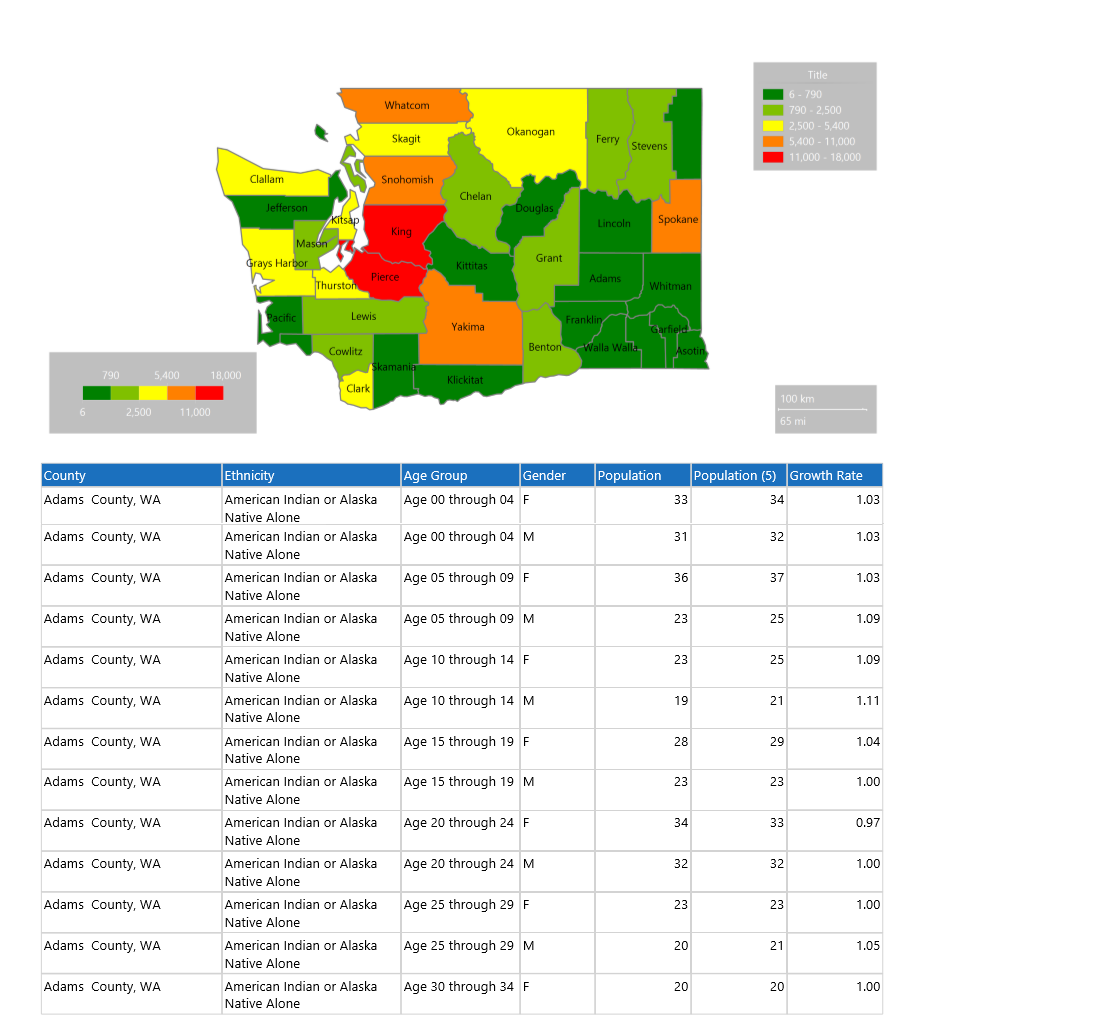 Title
6 - 790
790 - 2,500
2,500 - 5,400
5,400 - 11,000
11,000 - 18,000
Whatcom
Skagit
Okanogan
Ferry
Stevens
Clallam
Snohomish
Chelan
Jefferson
Kitsap
Douglas
Lincoln
Spokane
King
Mason
Grays Harbor
Kittitas
Grant
Pierce
Thurston
Adams
Whitman
Pacific
Lewis
Yakima
Franklin
Garfield
Cowlitz
Benton
Walla Walla
Asotin
Skamania
Clark
Klickitat
790 5,400 18,000
6 2,500 11,000
100 km
65 mi
County Ethnicity Age Group Gender Population Population (5) Growth Rate
Adams  County, WA American Indian or Alaska Age 00 through 04 F 33 34 1.03
Native Alone
Adams  County, WA American Indian or Alaska Age 00 through 04 M 31 32 1.03
Native Alone
Adams  County, WA American Indian or Alaska Age 05 through 09 F 36 37 1.03
Native Alone
Adams  County, WA American Indian or Alaska Age 05 through 09 M 23 25 1.09
Native Alone
Adams  County, WA American Indian or Alaska Age 10 through 14 F 23 25 1.09
Native Alone
Adams  County, WA American Indian or Alaska Age 10 through 14 M 19 21 1.11
Native Alone
Adams  County, WA American Indian or Alaska Age 15 through 19 F 28 29 1.04
Native Alone
Adams  County, WA American Indian or Alaska Age 15 through 19 M 23 23 1.00
Native Alone
Adams  County, WA American Indian or Alaska Age 20 through 24 F 34 33 0.97
Native Alone
Adams  County, WA American Indian or Alaska Age 20 through 24 M 32 32 1.00
Native Alone
Adams  County, WA American Indian or Alaska Age 25 through 29 F 23 23 1.00
Native Alone
Adams  County, WA American Indian or Alaska Age 25 through 29 M 20 21 1.05
Native Alone
Adams  County, WA American Indian or Alaska Age 30 through 34 F 20 20 1.00
Native Alone